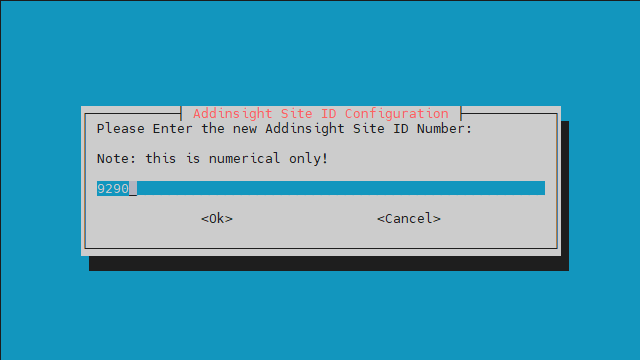 Addinsight Site ID Configuration
Please Enter the new Addinsight Site ID Number:
Note: this is numerical only!
9290_
<Ok> <Cancel>